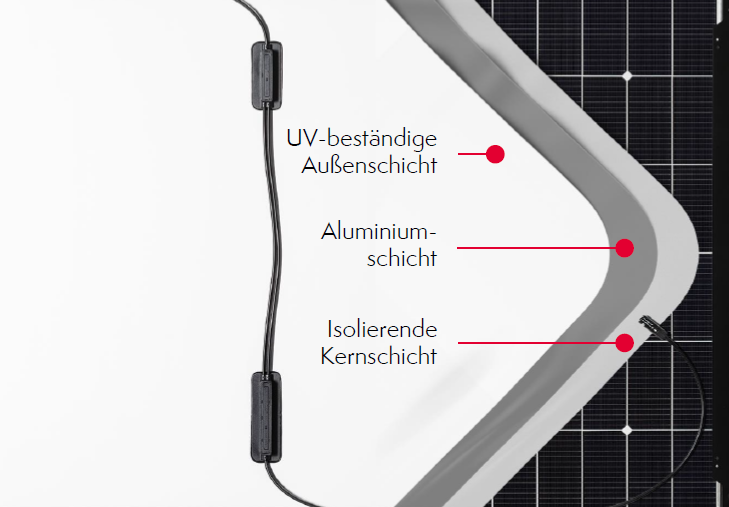 UV-beständige
Außenschicht
Aluminium-
schicht
Isolierende
Kernschicht